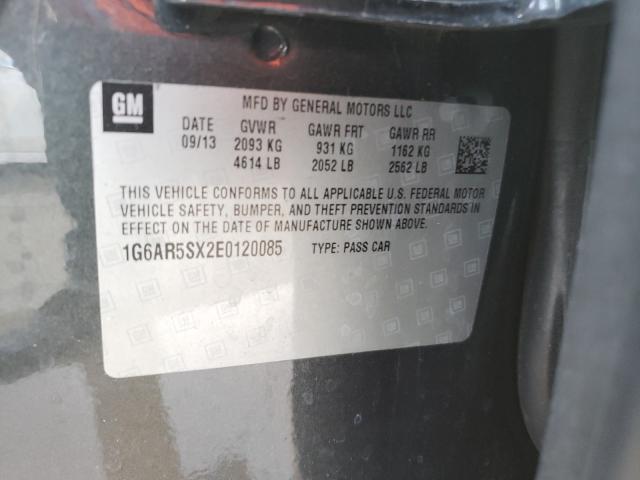 GM
MFD BY GENERAL MOTORS LLC
DATE GVWR GAWR FRT GAWR RR
09/13 2093 KG 931 KG 1162 KG
4614 LB 2052 LB 2562 LB
THIS VEHICLE CONFORMS TO ALL APPLICABLE U.S. FEDERAL MOTOR
VEHICLE SAFETY, BUMPER, AND THEFT PREVENTION STANDARDS IN
EFFECT ON THE DATE OF MANUFACTURE SHOWN ABOVE.
1G6AR5SX2E0120085 TYPE: PASS CAR